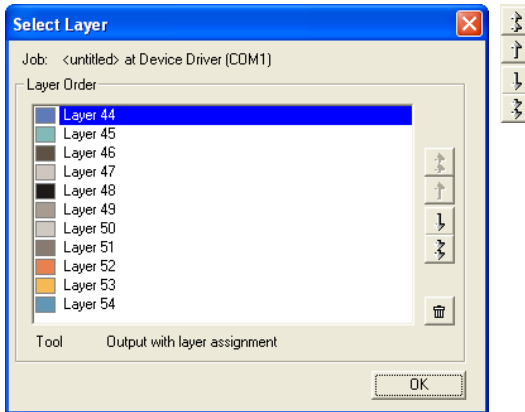 Select Layer
Job: <untitled> at Device Driver (COM1)
Layer Order
Layer 44
Layer 45
Layer 46
Layer 47
Layer 48
Layer 49
Layer 50
Layer 51
Layer 52
Layer 53
Layer 54
Tool Output with layer assignment
OK